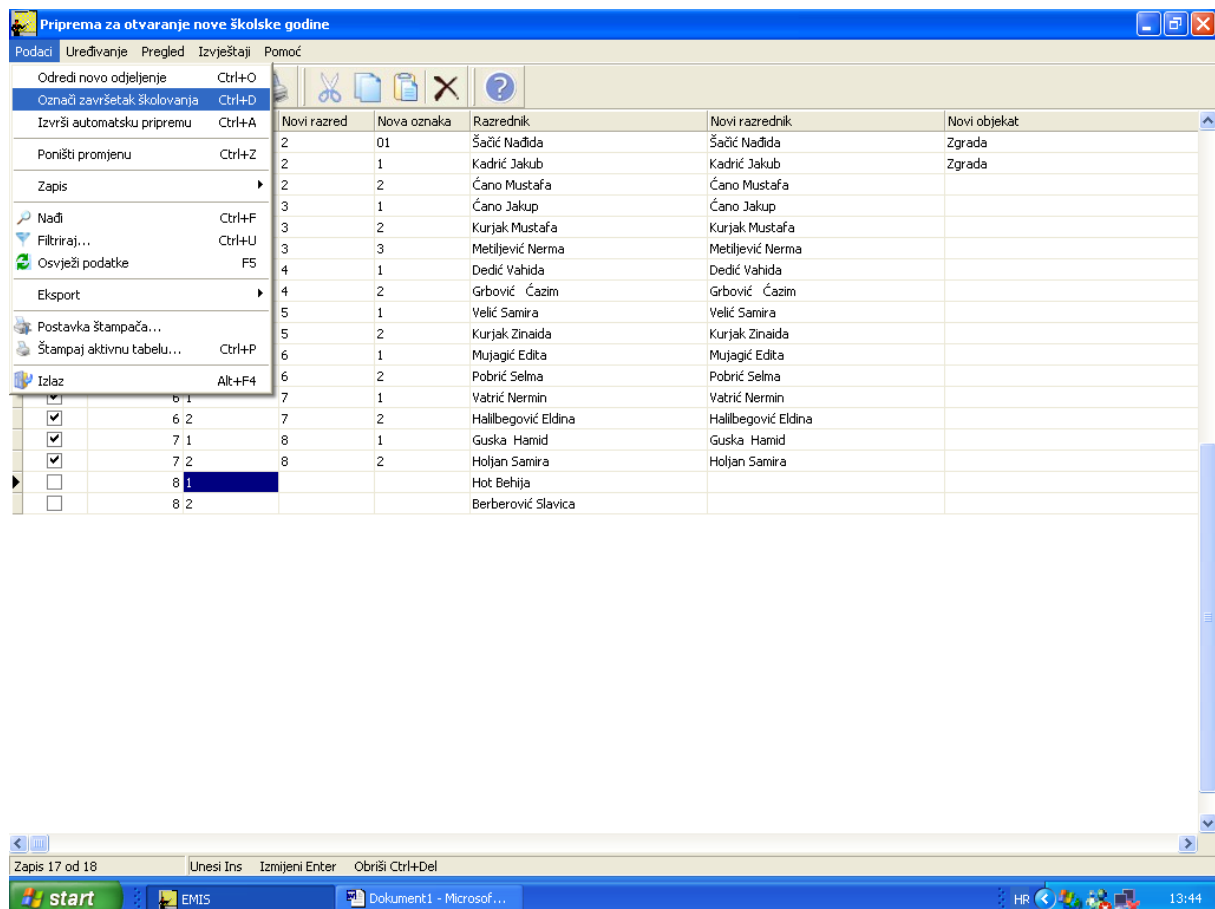 Priprema za otvaranje nove školske godine
Podaci Uređivanje Pregled Izvještaji Pomoć
Odredi novo odjeljenje Ctrl+O
Označi završetak školovanja Ctrl+D
Izvrši automatsku pripremu Ctrl+A
Poništi promjenu Ctrl+Z
Zapis
Nađi Ctrl+F
Filtriraj... Ctrl+U
Osvježi podatke F5
Eksport
Postavka štampača...
Štampaj aktivnu tabelu... Ctrl+P
Izlaz Alt+F4
Novi razred Nova oznaka Razrednik Novi razrednik Novi objekat
2 01 Šačić Nađida Šačić Nađida Zgrada
2 1 Kadrić Jakub Kadrić Jakub Zgrada
2 2 Ćano Mustafa Ćano Mustafa
3 1 Ćano Jakup Ćano Jakup
3 2 Kurjak Mustafa Kurjak Mustafa
3 3 Metiljević Nerma Metiljević Nerma
4 1 Dedić Vahida Dedić Vahida
4 2 Grbović Ćazim Grbović Ćazim
5 1 Velić Samira Velić Samira
5 2 Kurjak Zinaida Kurjak Zinaida
6 1 Mujagić Edita Mujagić Edita
6 2 Pobrić Selma Pobrić Selma
6 1 7 1 Vatrić Nermin Vatrić Nermin
6 2 7 2 Halilbegović Eldina Halilbegović Eldina
7 1 8 1 Guska Hamid Guska Hamid
7 2 8 2 Holjan Samira Holjan Samira
8 1 Hot Behija
8 2 Berberović Slavica
Zapis 17 od 18 Unesi Ins Izmijeni Enter Obriši Ctrl+Del
start EMIS Dokument1 - Microsof... HR 13:44